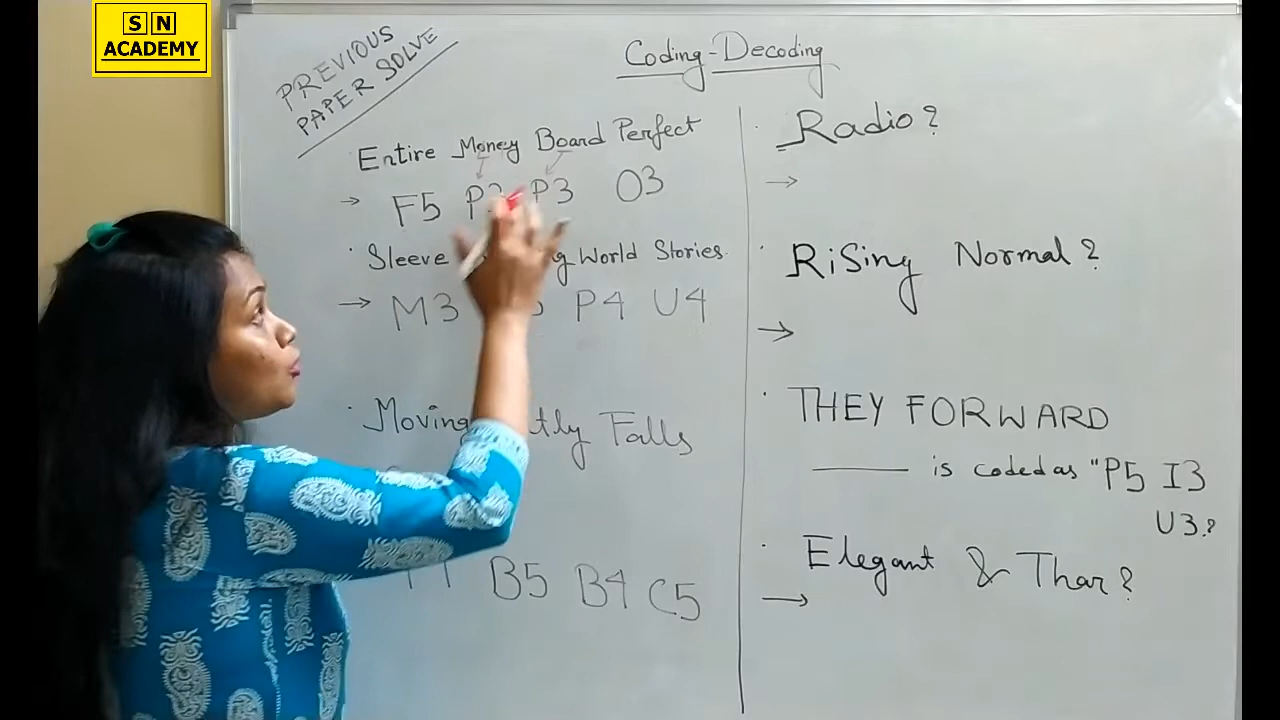 S N
ACADEMY
PREVIOUS
PAPER SOLVE
Coding-Decoding
Entire Money Board Perfect
→ F5 P3 O3
Sleeve World Stories
→ M3 P4 U4
Moving Falls
B5 B4 C5
Radio?
→
Rising Normal?
→
THEY FORWARD
is coded as "P5 I3
U3?
Elegant & Thar?
→